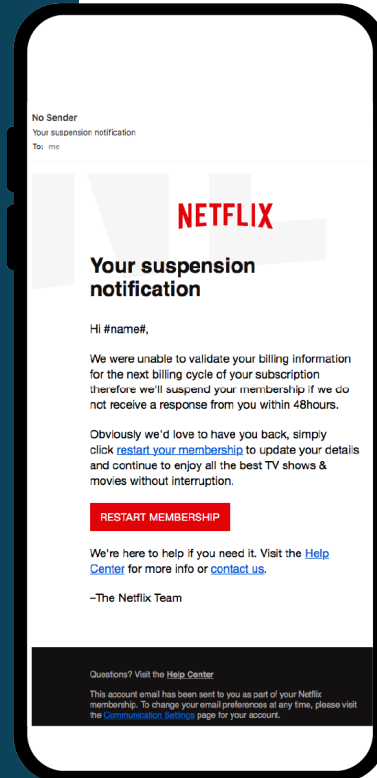 No Sender
Your suspension notification
To: me
NETFLIX
Your suspension
notification
Hi #name#,
We were unable to validate your billing information
for the next billing cycle of your subscription
therefore we'll suspend your membership if we do
not receive a response from you within 48hours.
Obviously we'd love to have you back, simply
click restart your membership to update your details
and continue to enjoy all the best TV shows &
movies without interruption.
RESTART MEMBERSHIP
We're here to help if you need it. Visit the Help
Center for more info or contact us.
–The Netflix Team
Questions? Visit the Help Center
This account email has been sent to you as part of your Netflix
membership. To change your email preferences at any time, please visit
the Communication Settings page for your account.